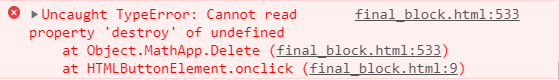 Uncaught TypeError: Cannot read final_block.html:533
property 'destroy' of undefined
at Object.MathApp.Delete (final_block.html:533)
at HTMLButtonElement.onclick (final_block.html:9)